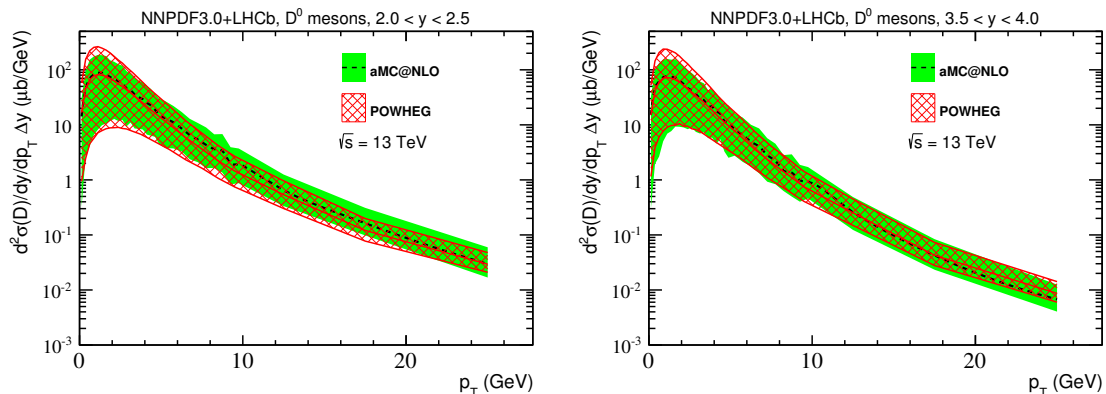 NNPDF3.0+LHCb, D⁰ mesons, 2.0 < y < 2.5
d²σ(D)/dy/dp_T Δy (μb/GeV)
10²
10
1
10⁻¹
10⁻²
10⁻³
aMC@NLO
POWHEG
√s = 13 TeV
0 10 20
p_T (GeV)
NNPDF3.0+LHCb, D⁰ mesons, 3.5 < y < 4.0
d²σ(D)/dy/dp_T Δy (μb/GeV)
10²
10
1
10⁻¹
10⁻²
10⁻³
aMC@NLO
POWHEG
√s = 13 TeV
0 10 20
p_T (GeV)